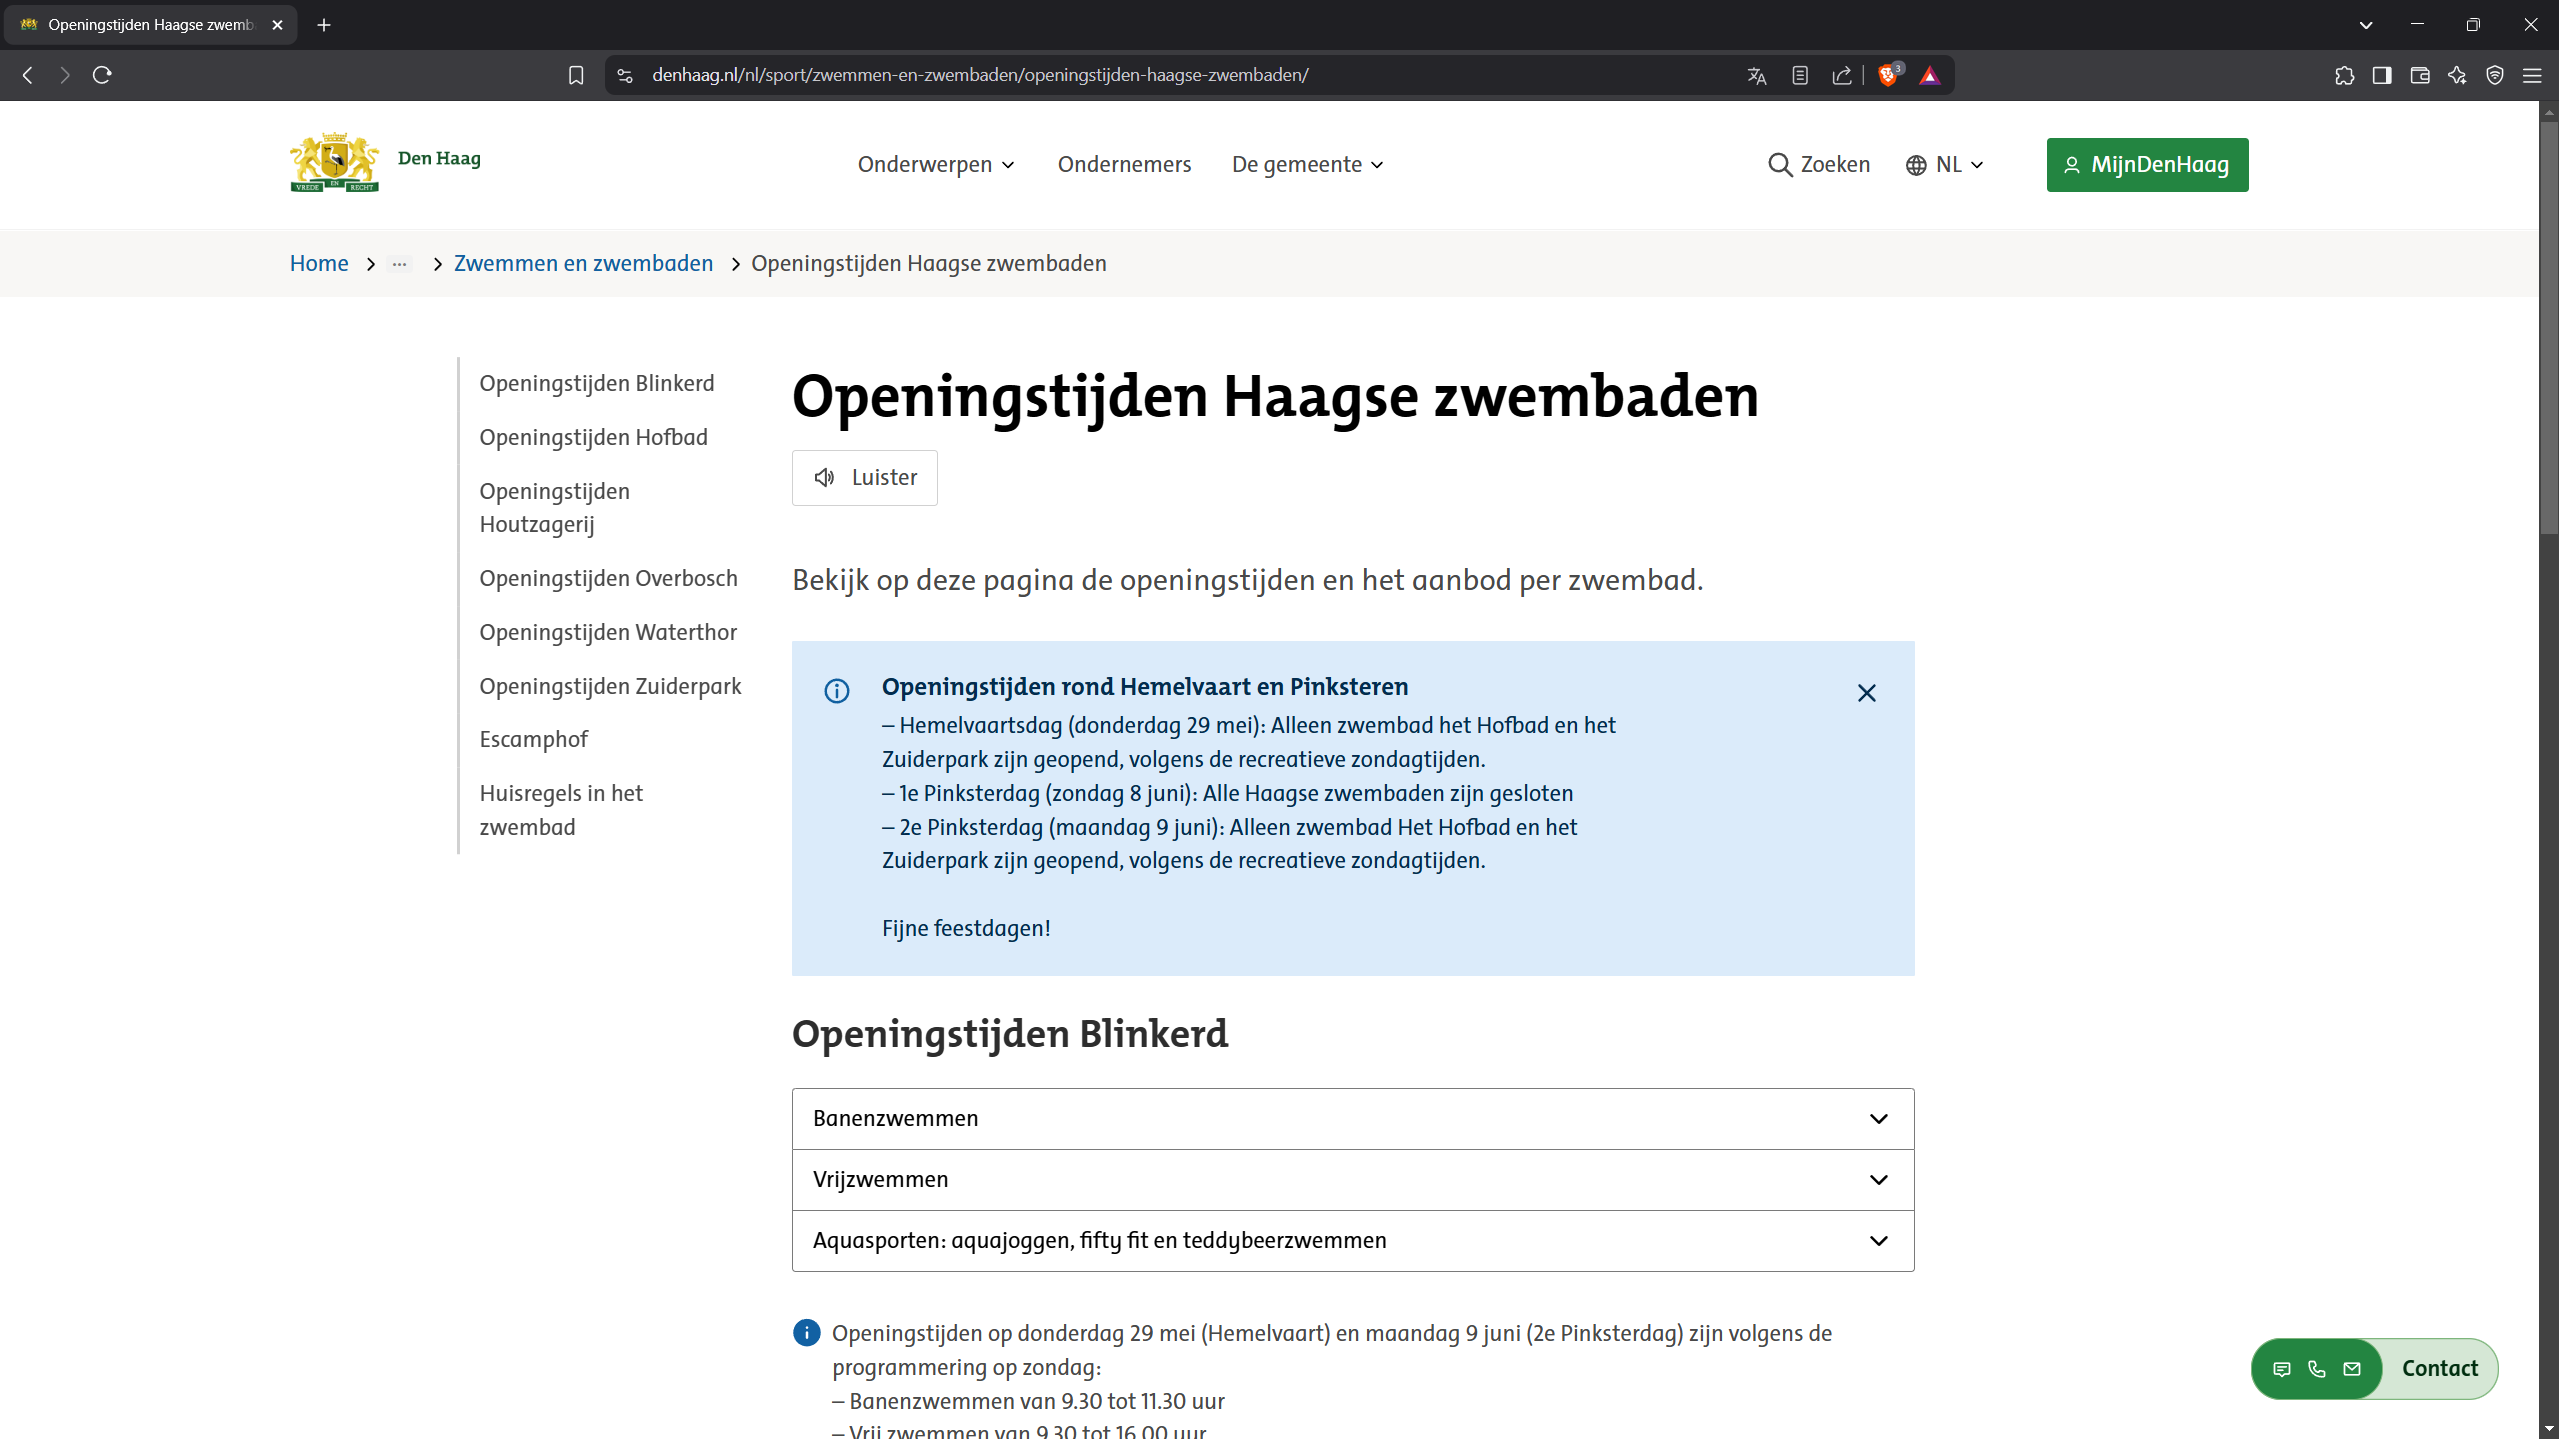 Openingstijden Haagse zwemb
denhaag.nl/nl/sport/zwemmen-en-zwembaden/openingstijden-haagse-zwembaden/
3
VREDE EN RECHT
Den Haag
Onderwerpen
Ondernemers
De gemeente
Zoeken
NL
MijnDenHaag
Home
...
Zwemmen en zwembaden
Openingstijden Haagse zwembaden
Openingstijden Blinkerd
Openingstijden Hofbad
Openingstijden
Houtzagerij
Openingstijden Overbosch
Openingstijden Waterthor
Openingstijden Zuiderpark
Escamphof
Huisregels in het
zwembad
Openingstijden Haagse zwembaden
Luister
Bekijk op deze pagina de openingstijden en het aanbod per zwembad.
Openingstijden rond Hemelvaart en Pinksteren
– Hemelvaartsdag (donderdag 29 mei): Alleen zwembad het Hofbad en het
Zuiderpark zijn geopend, volgens de recreatieve zondagtijden.
– 1e Pinksterdag (zondag 8 juni): Alle Haagse zwembaden zijn gesloten
– 2e Pinksterdag (maandag 9 juni): Alleen zwembad Het Hofbad en het
Zuiderpark zijn geopend, volgens de recreatieve zondagtijden.
Fijne feestdagen!
Openingstijden Blinkerd
Banenzwemmen
Vrijzwemmen
Aquasporten: aquajoggen, fifty fit en teddybeerzwemmen
Openingstijden op donderdag 29 mei (Hemelvaart) en maandag 9 juni (2e Pinksterdag) zijn volgens de
programmering op zondag:
– Banenzwemmen van 9.30 tot 11.30 uur
– Vrij zwemmen van 9.30 tot 16.00 uur
Contact